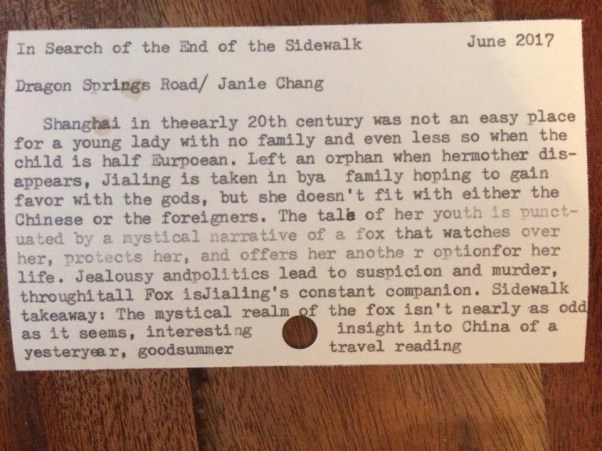 In Search of the End of the Sidewalk June 2017
Dragon Springs Road/ Janie Chang
Shanghai in theearly 20th century was not an easy place
for a young lady with no family and even less so when the
child is half Eurpoean. Left an orphan when hermother dis-
appears, Jialing is taken in bya family hoping to gain
favor with the gods, but she doesn't fit with either the
Chinese or the foreigners. The tale of her youth is punct-
uated by a mystical narrative of a fox that watches over
her, protects her, and offers her anothe r optionfor her
life. Jealousy andpolitics lead to suspicion and murder,
throughitall Fox isJialing's constant companion. Sidewalk
takeaway: The mystical realm of the fox isn't nearly as odd
as it seems, interesting insight into China of a
yesteryear, goodsummer travel reading